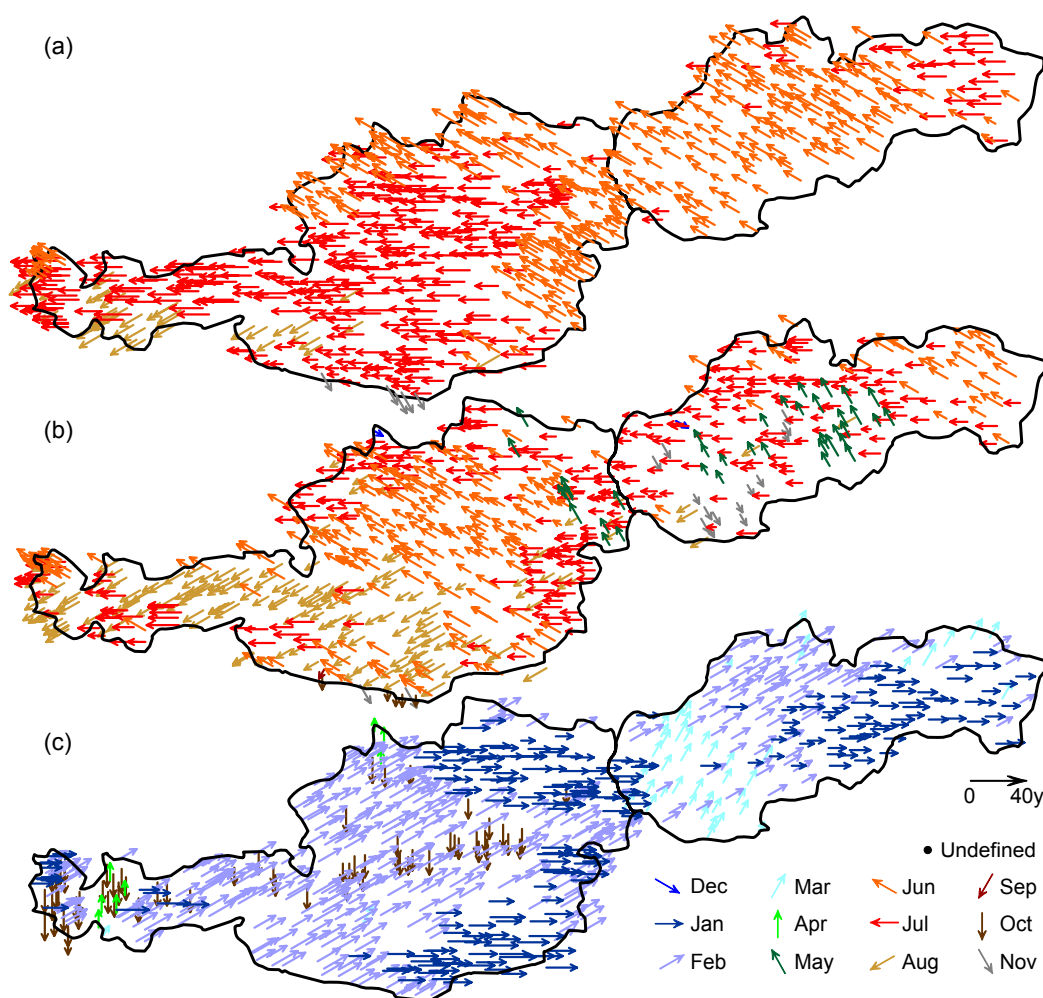 (a)
(b)
(c)
0 40y
Undefined
Dec Mar Jun Sep
Jan Apr Jul Oct
Feb May Aug Nov